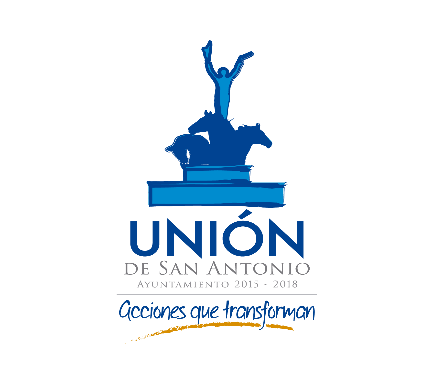 UNIÓN
DE SAN ANTONIO
AYUNTAMIENTO 2015 - 2018
Acciones que transforman